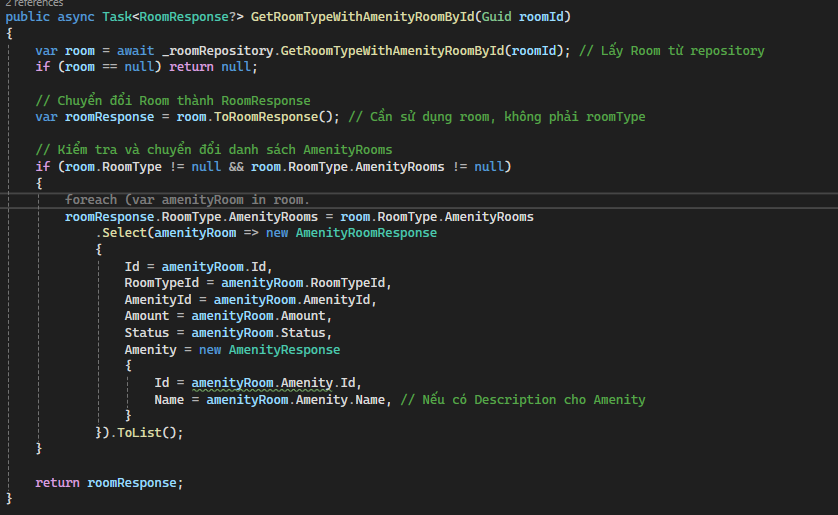 2 references
public async Task<RoomResponse?> GetRoomTypeWithAmenityRoomById(Guid roomId)
{
var room = await _roomRepository.GetRoomTypeWithAmenityRoomById(roomId); // Lấy Room từ repository
if (room == null) return null;
// Chuyển đổi Room thành RoomResponse
var roomResponse = room.ToRoomResponse(); // Cần sử dụng room, không phải roomType
// Kiểm tra và chuyển đổi danh sách AmenityRooms
if (room.RoomType != null && room.RoomType.AmenityRooms != null)
{
foreach (var amenityRoom in room.
roomResponse.RoomType.AmenityRooms = room.RoomType.AmenityRooms
.Select(amenityRoom => new AmenityRoomResponse
{
Id = amenityRoom.Id,
RoomTypeId = amenityRoom.RoomTypeId,
AmenityId = amenityRoom.AmenityId,
Amount = amenityRoom.Amount,
Status = amenityRoom.Status,
Amenity = new AmenityResponse
{
Id = amenityRoom.Amenity.Id,
Name = amenityRoom.Amenity.Name, // Nếu có Description cho Amenity
}
}).ToList();
}
return roomResponse;
}